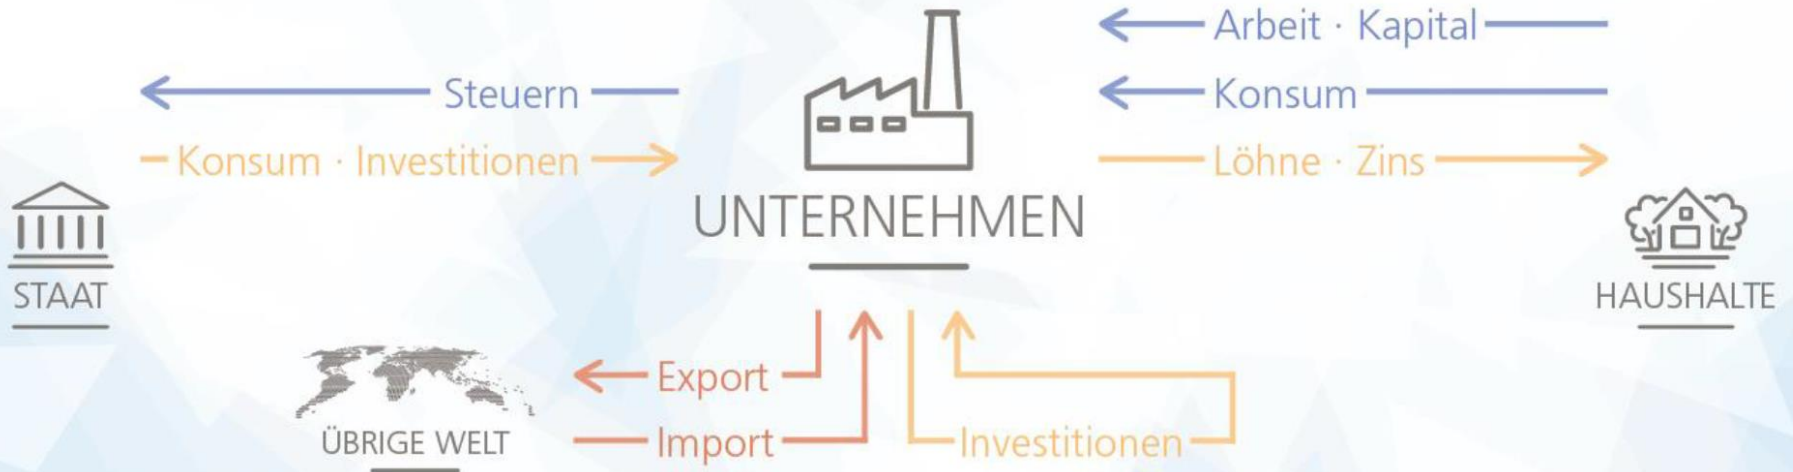 Arbeit · Kapital
Steuern
Konsum
Konsum · Investitionen
Löhne · Zins
UNTERNEHMEN
STAAT
HAUSHALTE
Export
ÜBRIGE WELT
Import
Investitionen